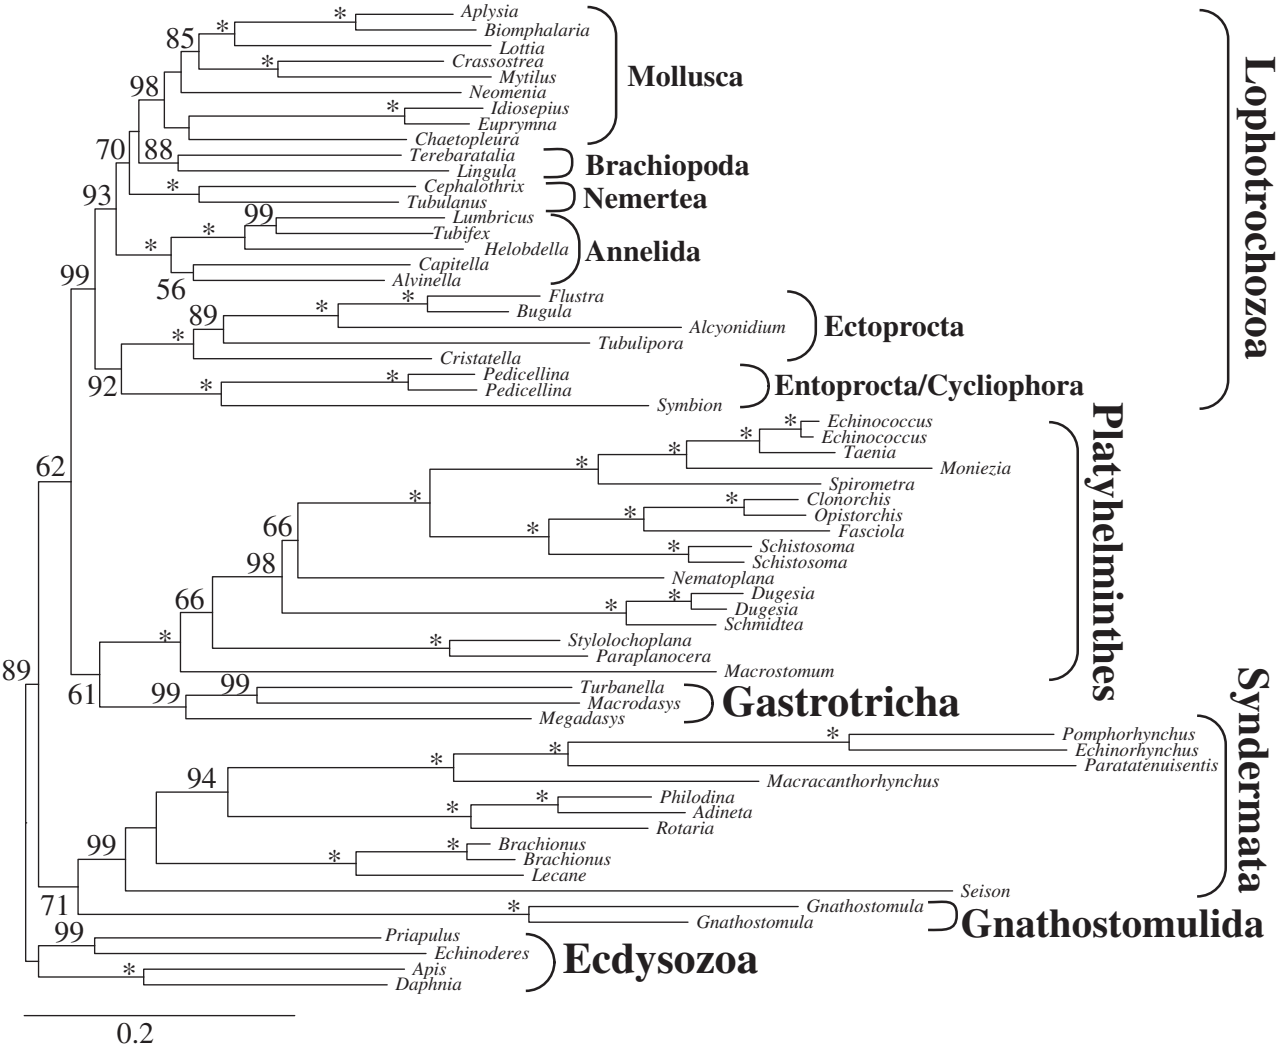 * Aplysia
* Biomphalaria
85 Lottia
* Crassostrea
Mytilus
98 Neomenia
* Idiosepius
Euprymna
Chaetopleura
Mollusca
70 88 Terebaratalia
Lingula
Brachiopoda
* Cephalothrix
93 Tubulanus
Nemertea
99 Lumbricus
* Tubifex
* Helobdella
Capitella
56 Alvinella
Annelida
99
* Flustra
* Bugula
89 Alcyonidium
* Tubulipora
Cristatella
Ectoprocta
92
* Pedicellina
* Pedicellina
Symbion
Entoprocta/Cycliophora
Lophotrochozoa
* Echinococcus
* Echinococcus
* Taenia
62 * Moniezia
Spirometra
* * Clonorchis
* Opistorchis
66 * Fasciola
* Schistosoma
98 Schistosoma
Nematoplana
66 * * Dugesia
Dugesia
Schmidtea
* * Stylolochoplana
Paraplanocera
89 Macrostomum
Platyhelminthes
61 99 99 Turbanella
Macrodasys
Megadasys
Gastrotricha
* Pomphorhynchus
* Echinorhynchus
* Paratatenuisentis
94 Macracanthorhynchus
* Philodina
* Adineta
Rotaria
99 * Brachionus
* Brachionus
Lecane
Seison
Syndermata
71 * Gnathostomula
Gnathostomula
Gnathostomulida
99 Priapulus
Echinoderes
* Apis
Daphnia
Ecdysozoa
0.2